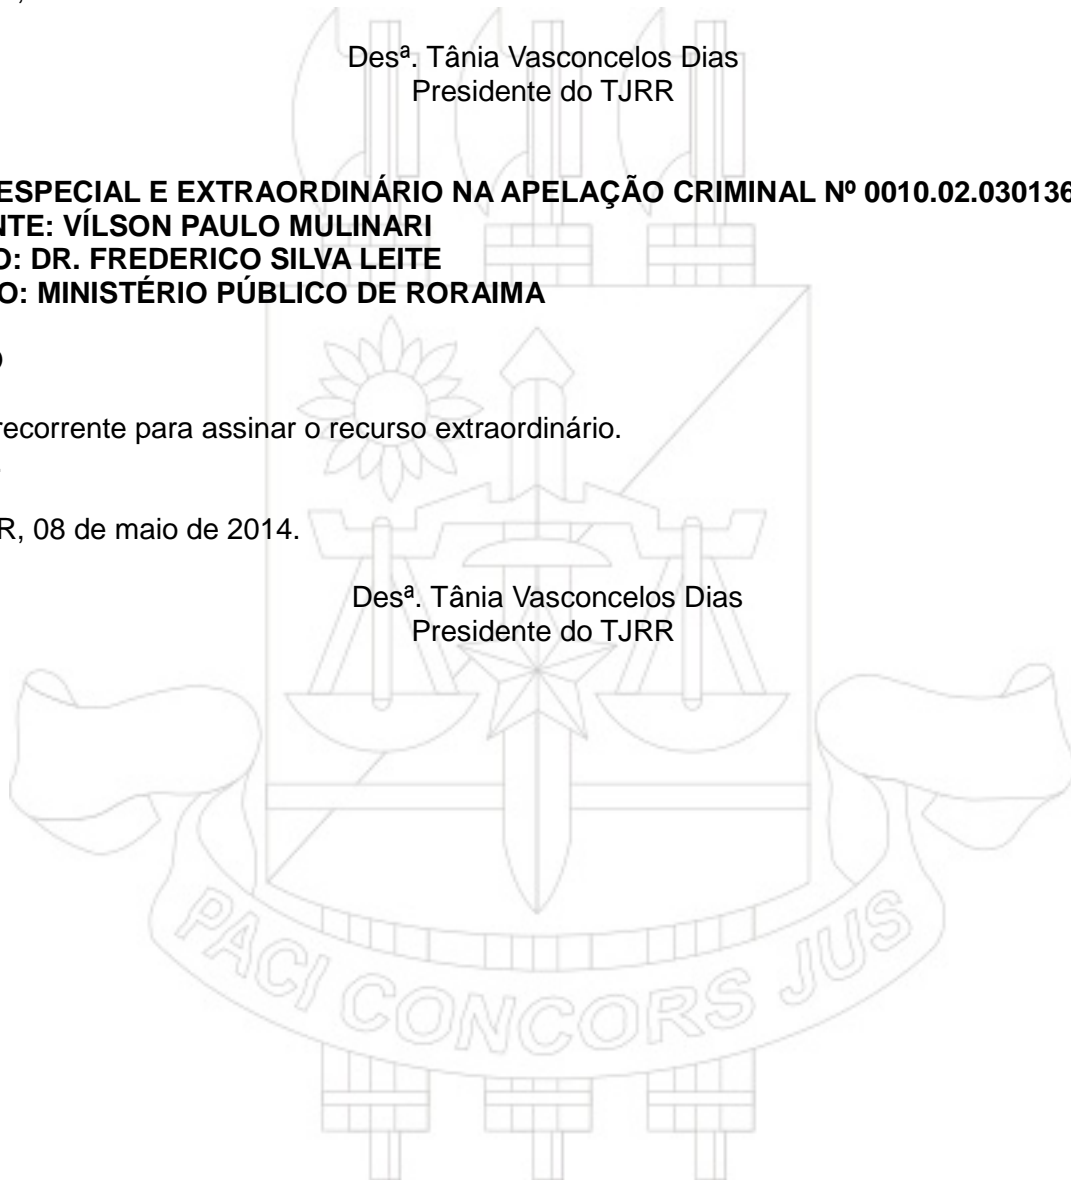 Desª. Tânia Vasconcelos Dias
Presidente do TJRR
ESPECIAL E EXTRAORDINÁRIO NA APELAÇÃO CRIMINAL Nº 0010.02.030136
NTE: VÍLSON PAULO MULINARI
O: DR. FREDERICO SILVA LEITE
O: MINISTÉRIO PÚBLICO DE RORAIMA
O
recorrente para assinar o recurso extraordinário.
R, 08 de maio de 2014.
Desª. Tânia Vasconcelos Dias
Presidente do TJRR
PACI CONCORS JUS